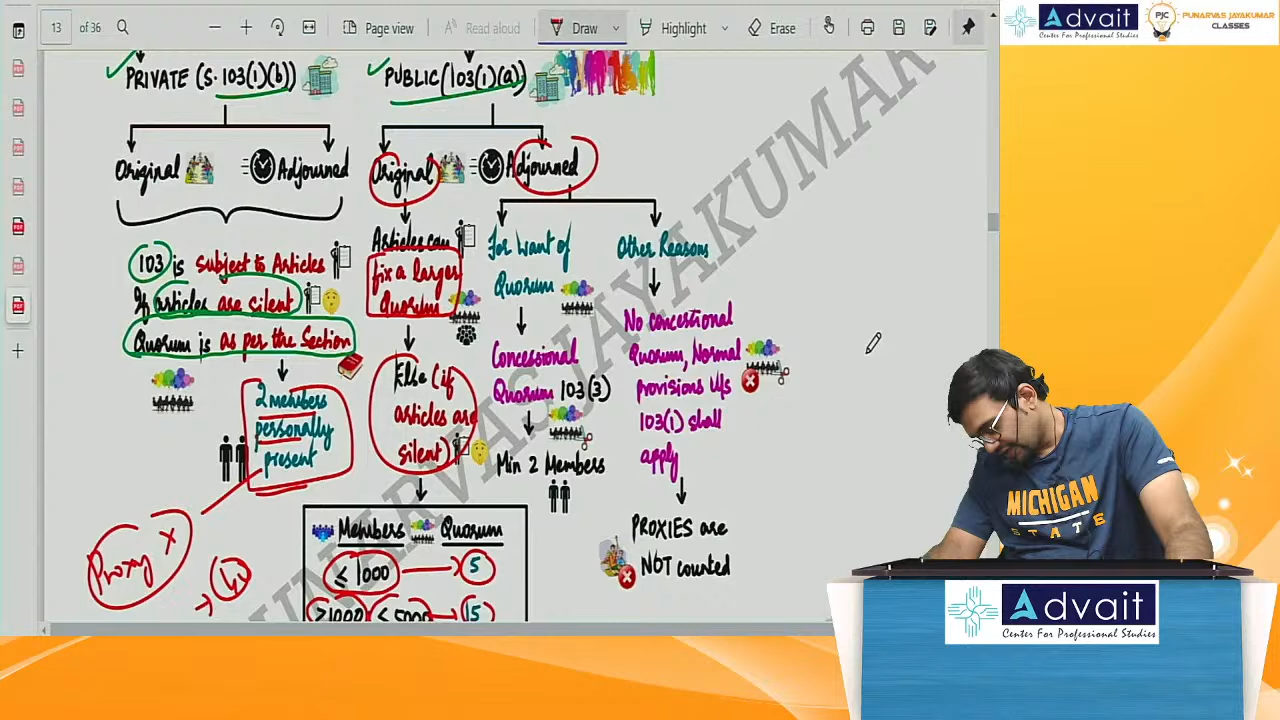 13 of 36
Page view
Read aloud
Draw
Highlight
Erase
Advait
Center For Professional Studies
PJC
PUNARVAS JAYAKUMAR
CLASSES
PRIVATE (S.103(1)(b))
PUBLIC (103(1)(a))
Original
Adjourned
Original
Adjourned
103 is subject to Articles
If articles are silent
Quorum is as per the Section
2 members
personally
present
Proxy X
Articles can
fix a larger
Quorum
Else (if
articles are
silent)
For Want of
Quorum
Concessional
Quorum 103(3)
Min 2 Members
Other Reasons
No concestional
Quorum, Normal
provisions U/s
103(1) shall
apply
PROXIES are
NOT counted
Members Quorum
≤ 1000 5
>1000 ≤ 5000 15
PUNARVAS JAYAKUMAR
MICHIGAN
STATE
Advait
Center For Professional Studies